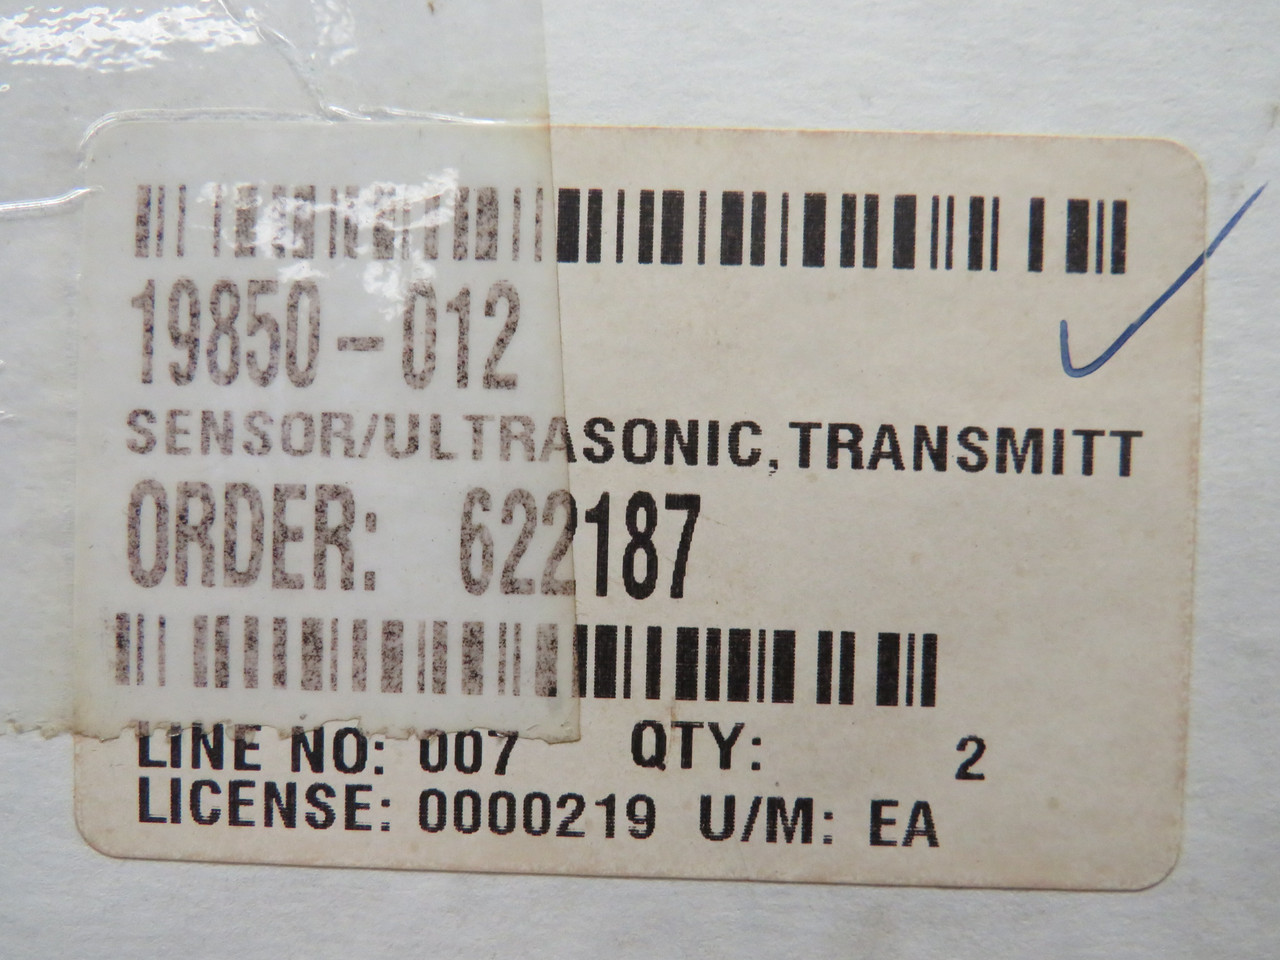 19850-012
SENSOR/ULTRASONIC,TRANSMITT
ORDER: 622187
LINE NO: 007 QTY: 2
LICENSE: 0000219 U/M: EA